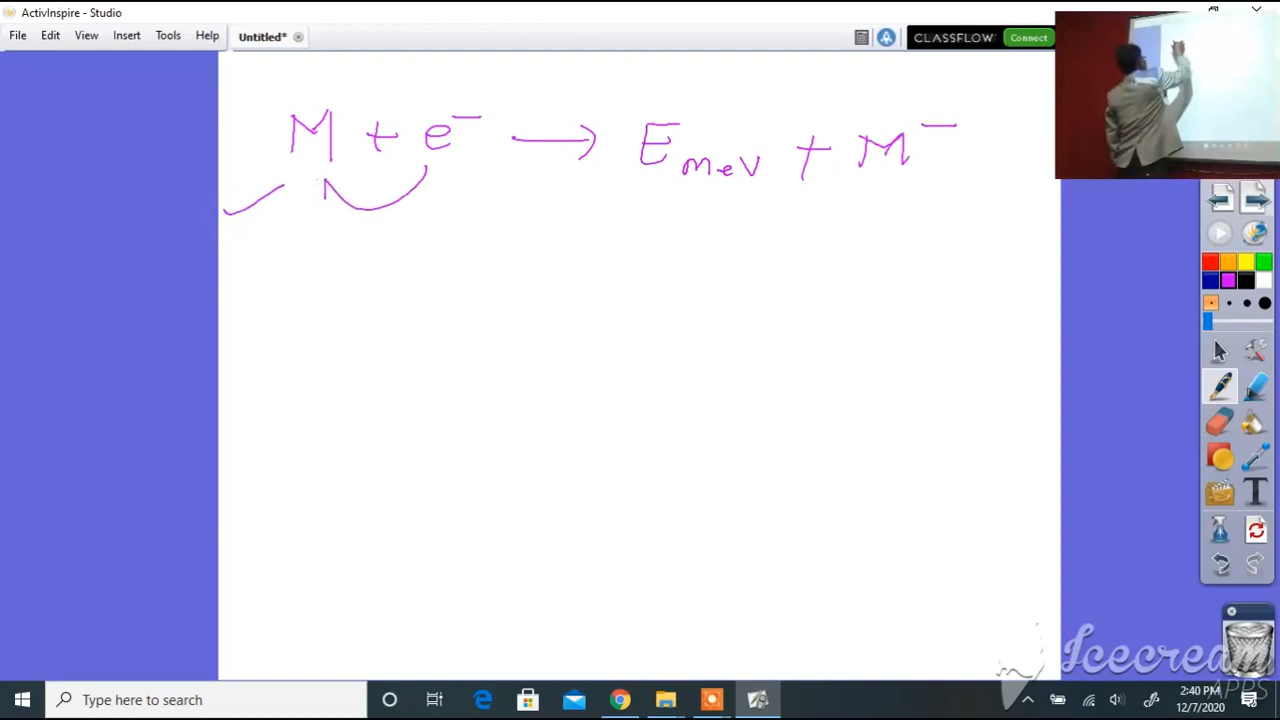 ActivInspire - Studio
File Edit View Insert Tools Help Untitled* CLASSFLOW Connect
M + e⁻ → E meV + M⁻
Icecream
APPS
Type here to search
2:40 PM
12/7/2020